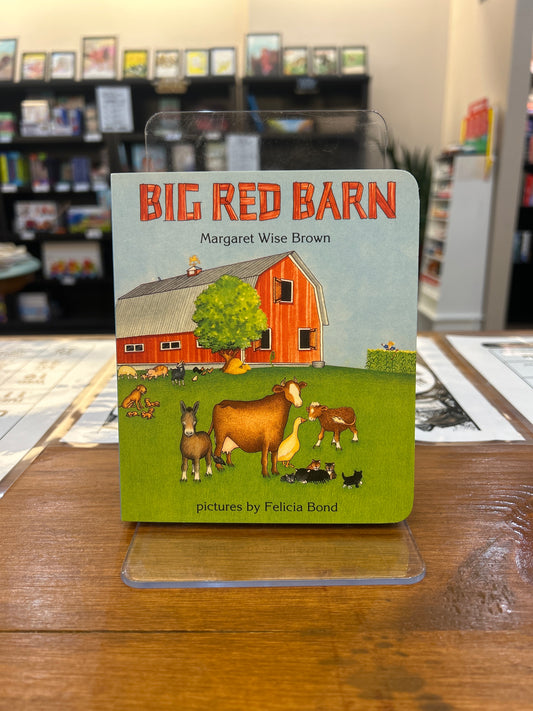 BIG RED BARN
Margaret Wise Brown
pictures by Felicia Bond